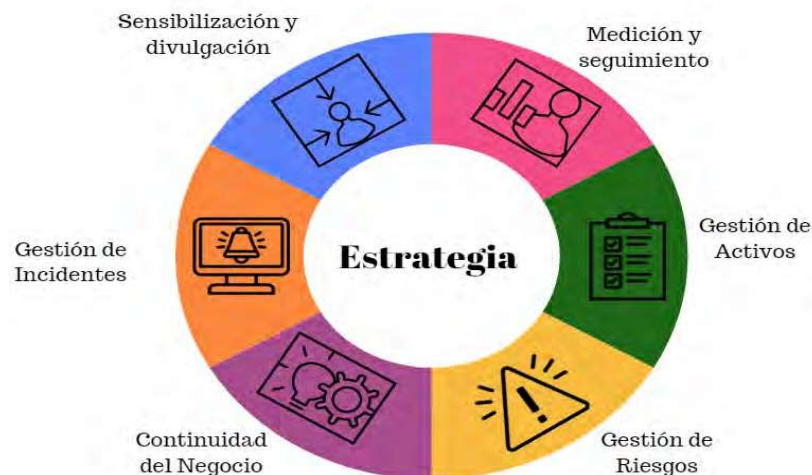 Sensibilización y
divulgación
Medición y
seguimiento
Gestión de
Activos
Gestión de
Riesgos
Continuidad
del Negocio
Gestión de
Incidentes
Estrategia